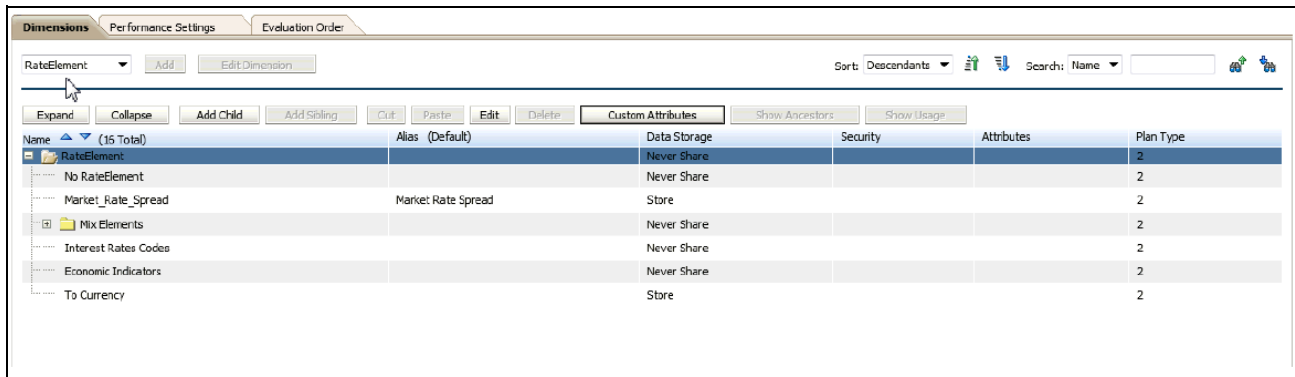 Dimensions Performance Settings Evaluation Order
RateElement Add Edit Dimension Sort: Descendants Search: Name
Expand Collapse Add Child Add Sibling Cut Paste Edit Delete Custom Attributes Show Ancestors Show Usage
Name (15 Total) Alias (Default) Data Storage Security Attributes Plan Type
RateElement Never Share 2
No RateElement Never Share 2
Market_Rate_Spread Market Rate Spread Store 2
Mix Elements Never Share 2
Interest Rates Codes Never Share 2
Economic Indicators Never Share 2
To Currency Store 2